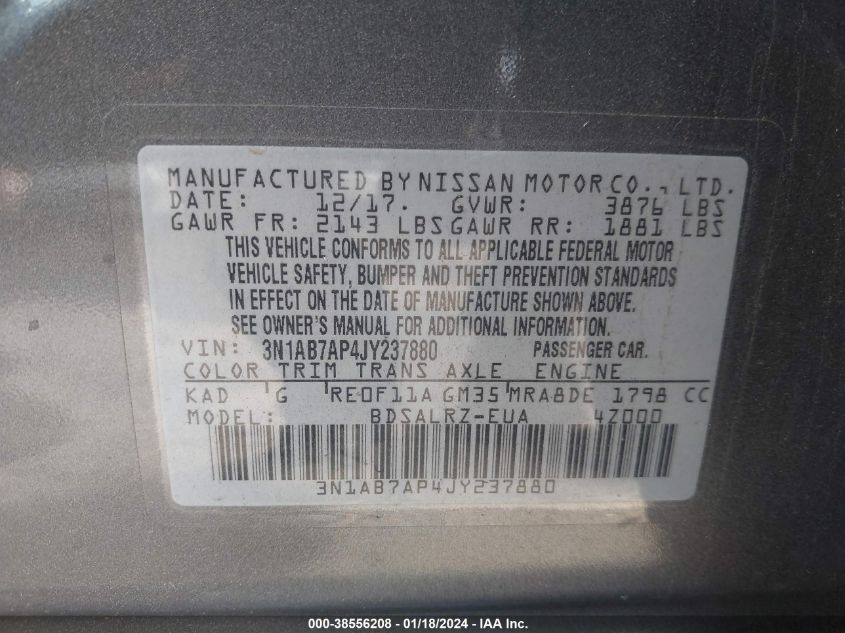 MANUFACTURED BY NISSAN MOTOR CO., LTD.
DATE: 12/17. GVWR: 3876 LBS
GAWR FR: 2143 LBS GAWR RR: 1881 LBS
THIS VEHICLE CONFORMS TO ALL APPLICABLE FEDERAL MOTOR
VEHICLE SAFETY, BUMPER AND THEFT PREVENTION STANDARDS
IN EFFECT ON THE DATE OF MANUFACTURE SHOWN ABOVE.
SEE OWNER'S MANUAL FOR ADDITIONAL INFORMATION.
VIN: 3N1AB7AP4JY237880 PASSENGER CAR.
COLOR TRIM TRANS AXLE ENGINE
KAD G RE0F11A GM35 MRA8DE 1798 CC
MODEL: BDSALRZ-EUA 4Z000
3N1AB7AP4JY237880
000-38556208 - 01/18/2024 - IAA Inc.